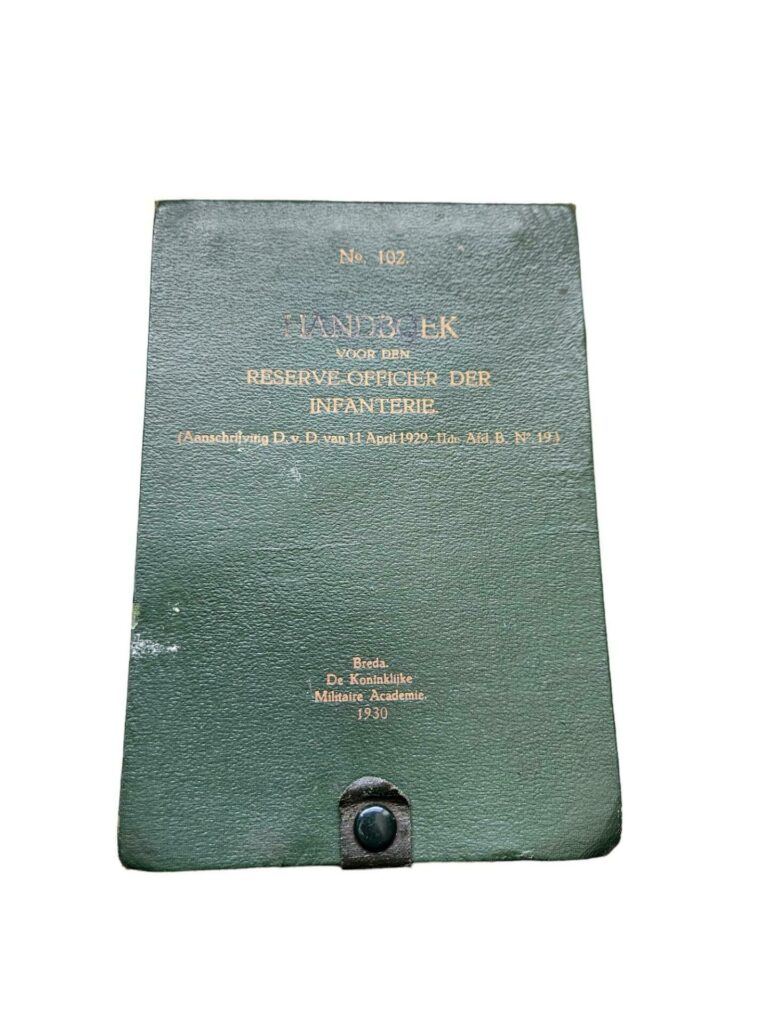 No. 102.
HANDBOEK
VOOR DEN
RESERVE-OFFICIER DER
INFANTERIE.
(Aanschrijving D. v. D. van 11 April 1929, IIde Afd. B, No. 19).
Breda.
De Koninklijke
Militaire Academie.
1930